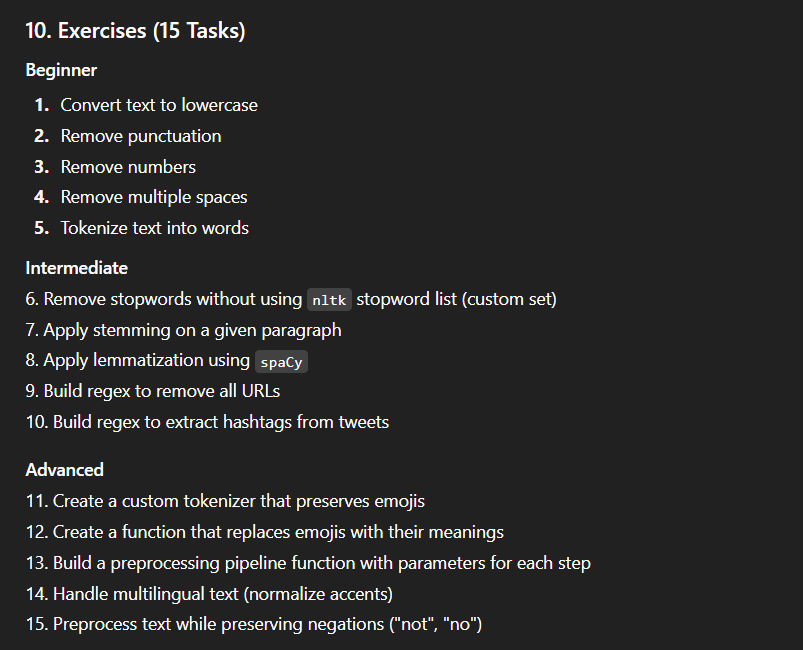 10. Exercises (15 Tasks)
Beginner
1. Convert text to lowercase
2. Remove punctuation
3. Remove numbers
4. Remove multiple spaces
5. Tokenize text into words
Intermediate
6. Remove stopwords without using nltk stopword list (custom set)
7. Apply stemming on a given paragraph
8. Apply lemmatization using spaCy
9. Build regex to remove all URLs
10. Build regex to extract hashtags from tweets
Advanced
11. Create a custom tokenizer that preserves emojis
12. Create a function that replaces emojis with their meanings
13. Build a preprocessing pipeline function with parameters for each step
14. Handle multilingual text (normalize accents)
15. Preprocess text while preserving negations ("not", "no")